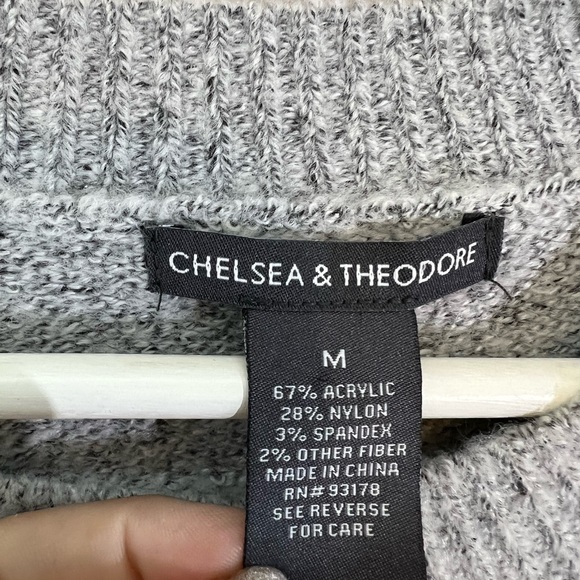 CHELSEA & THEODORE
M
67% ACRYLIC
28% NYLON
3% SPANDEX
2% OTHER FIBER
MADE IN CHINA
RN# 93178
SEE REVERSE
FOR CARE